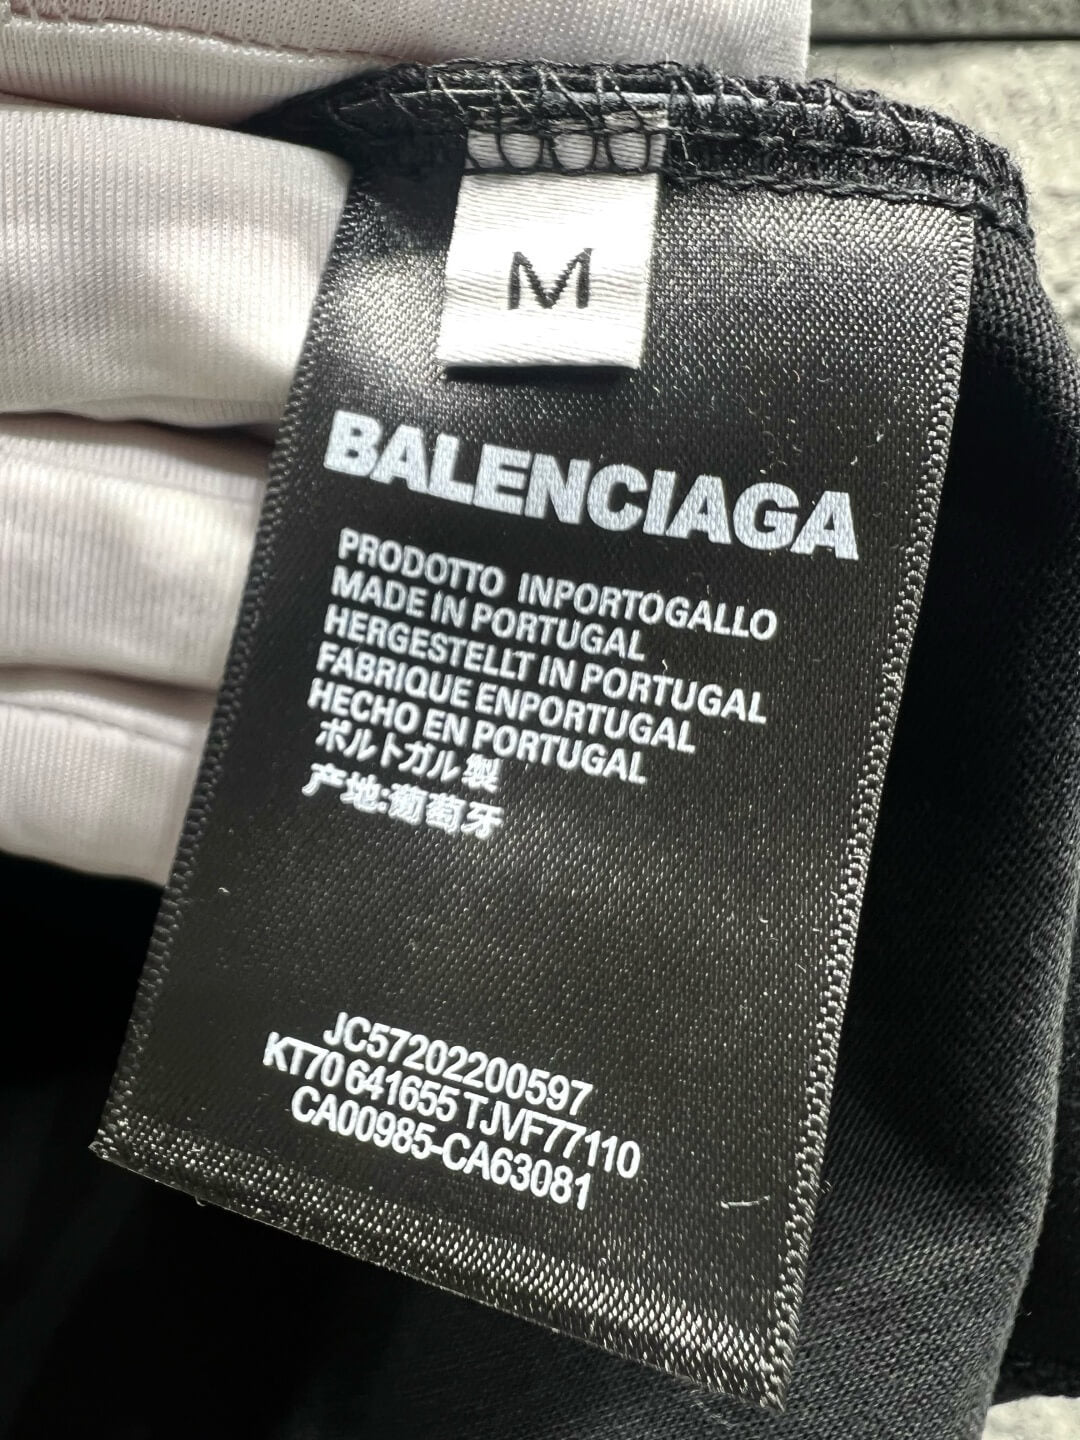 M
BALENCIAGA
PRODOTTO INPORTOGALLO
MADE IN PORTUGAL
HERGESTELLT IN PORTUGAL
FABRIQUE ENPORTUGAL
HECHO EN PORTUGAL
ポルトガル製
产地:葡萄牙
JC57202200597
KT70 641655 TJVF77110
CA00985-CA63081